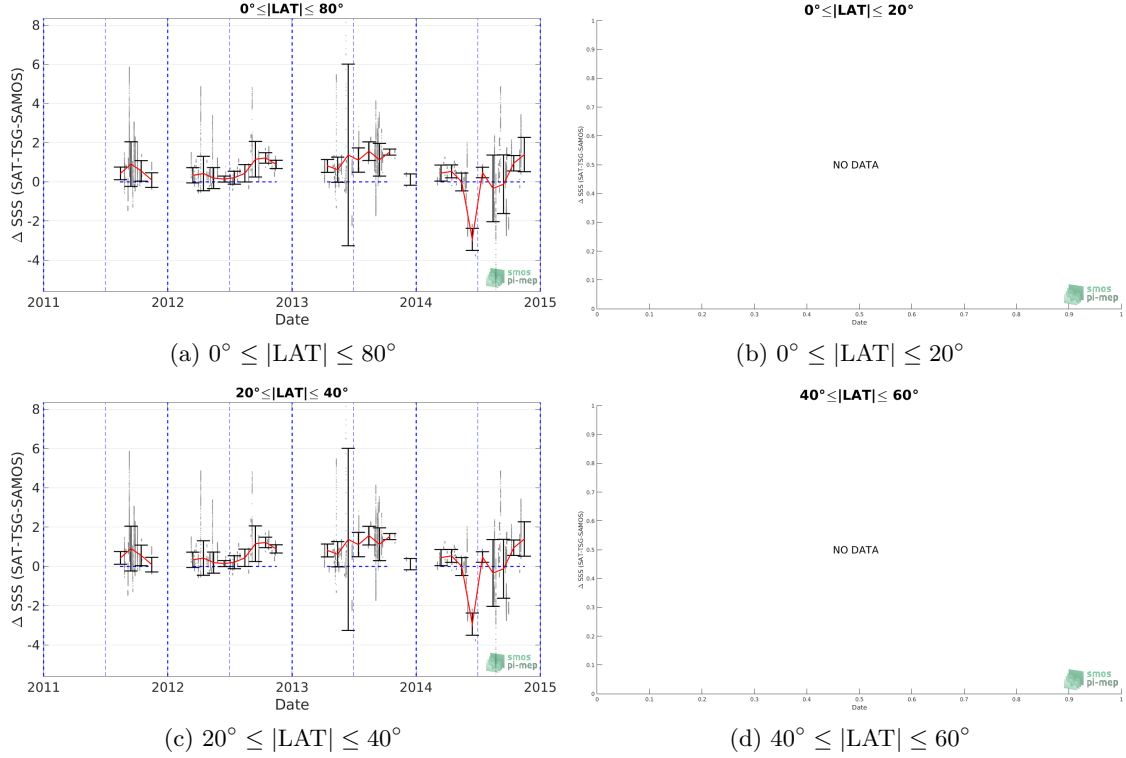 0°≤|LAT|≤ 80°
8
6
4
2
0
-2
-4
Δ SSS (SAT-TSG-SAMOS)
2011
2012
2013
2014
2015
Date
smos
pi-mep
(a) 0° ≤ |LAT| ≤ 80°
0°≤|LAT|≤ 20°
1
0.9
0.8
0.7
0.6
0.5
0.4
0.3
0.2
0.1
0
Δ SSS (SAT-TSG-SAMOS)
NO DATA
0
0.1
0.2
0.3
0.4
0.5
0.6
0.7
0.8
0.9
1
Date
smos
pi-mep
(b) 0° ≤ |LAT| ≤ 20°
20°≤|LAT|≤ 40°
8
6
4
2
0
-2
-4
Δ SSS (SAT-TSG-SAMOS)
2011
2012
2013
2014
2015
Date
smos
pi-mep
(c) 20° ≤ |LAT| ≤ 40°
40°≤|LAT|≤ 60°
1
0.9
0.8
0.7
0.6
0.5
0.4
0.3
0.2
0.1
0
Δ SSS (SAT-TSG-SAMOS)
NO DATA
0
0.1
0.2
0.3
0.4
0.5
0.6
0.7
0.8
0.9
1
Date
smos
pi-mep
(d) 40° ≤ |LAT| ≤ 60°